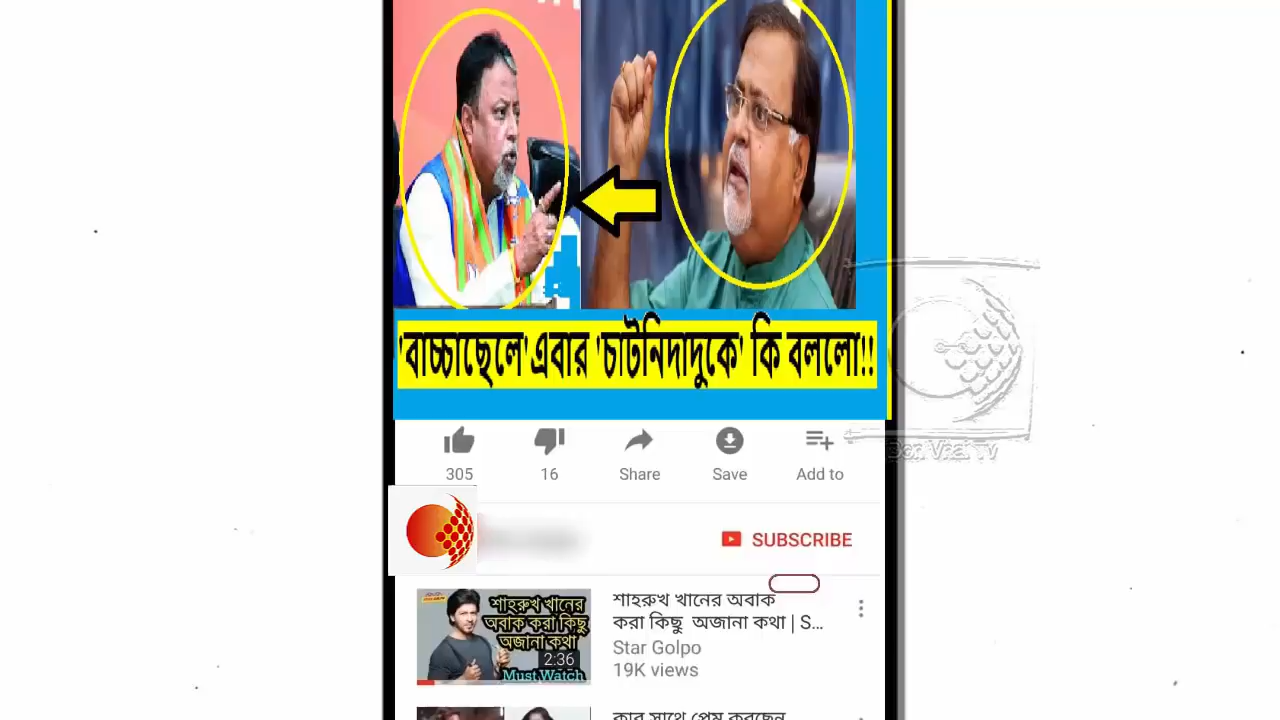 'বাচ্চাছেলে'এবার 'চাটনিদাদুকে' কি বললো!!
305
16
Share
Save
Add to
SUBSCRIBE
শাহরুখ খানের
অবাক করা কিছু
অজানা কথা
2:36
Must Watch
শাহরুখ খানের অবাক
করা কিছু অজানা কথা | S...
Star Golpo
19K views
কার সাথে প্রেম করছেন